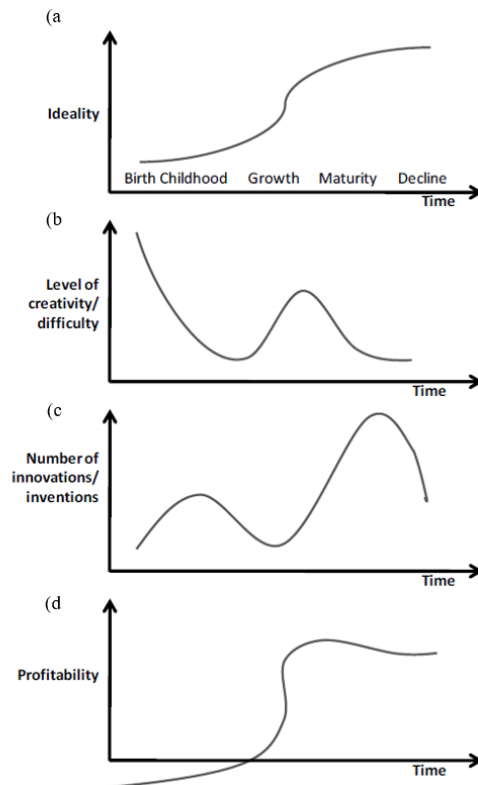 (a
Ideality
Birth Childhood Growth Maturity Decline
Time
(b
Level of
creativity/
difficulty
Time
(c
Number of
innovations/
inventions
Time
(d
Profitability
Time